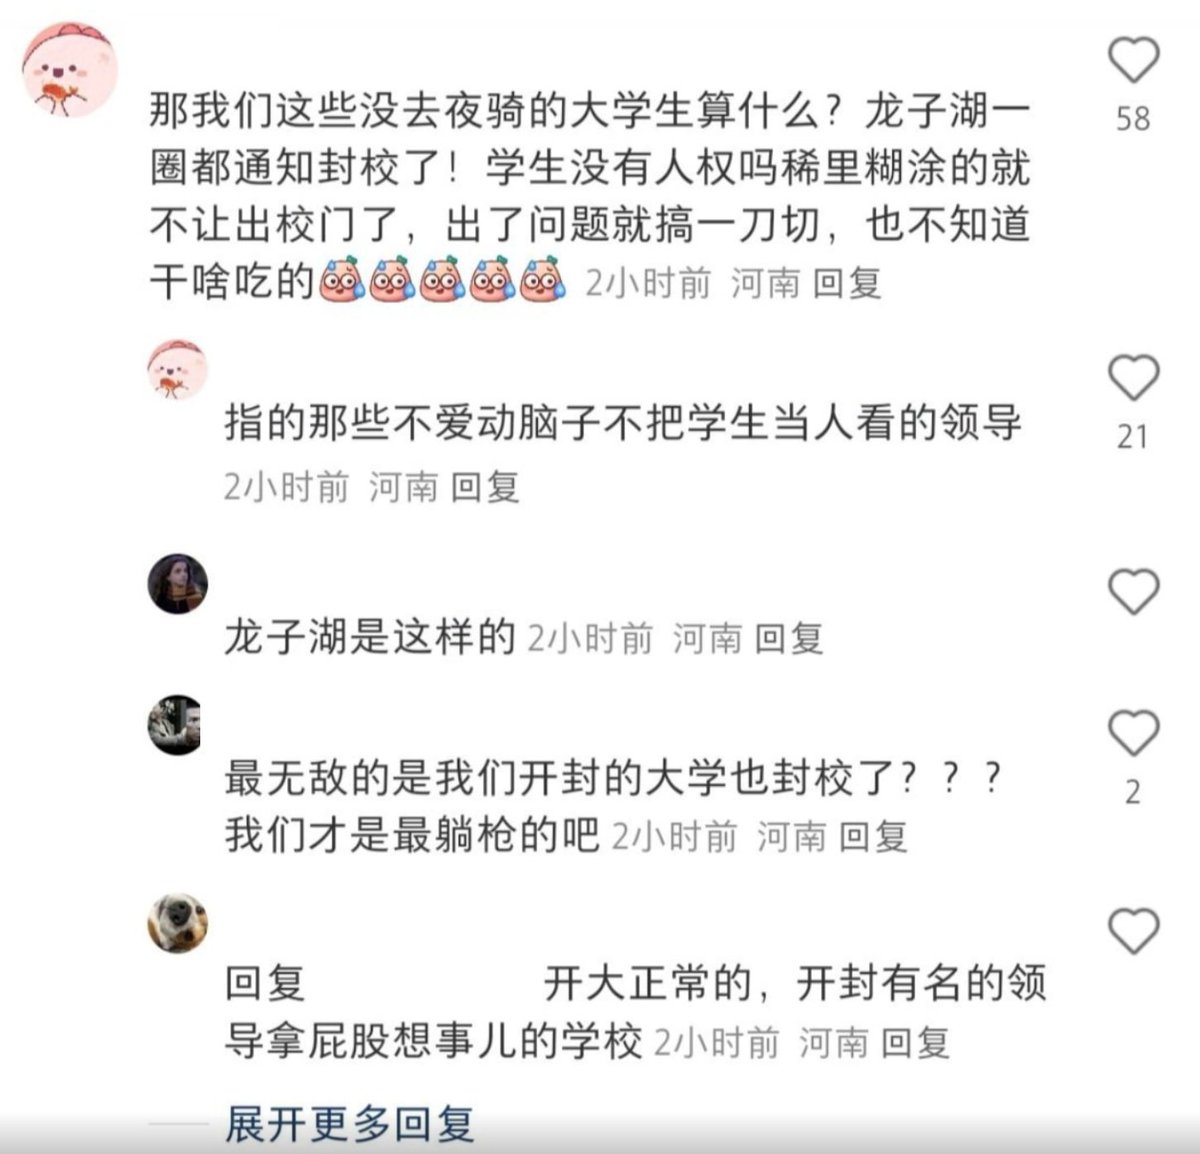 那我们这些没去夜骑的大学生算什么？龙子湖一
58
圈都通知封校了！学生没有人权吗稀里糊涂的就
不让出校门了，出了问题就搞一刀切，也不知道
干啥吃的 2小时前 河南 回复
指的那些不爱动脑子不把学生当人看的领导
21
2小时前 河南 回复
龙子湖是这样的 2小时前 河南 回复
最无敌的是我们开封的大学也封校了？？？
2
我们才是最躺枪的吧 2小时前 河南 回复
回复 开大正常的，开封有名的领
导拿屁股想事儿的学校 2小时前 河南 回复
展开更多回复